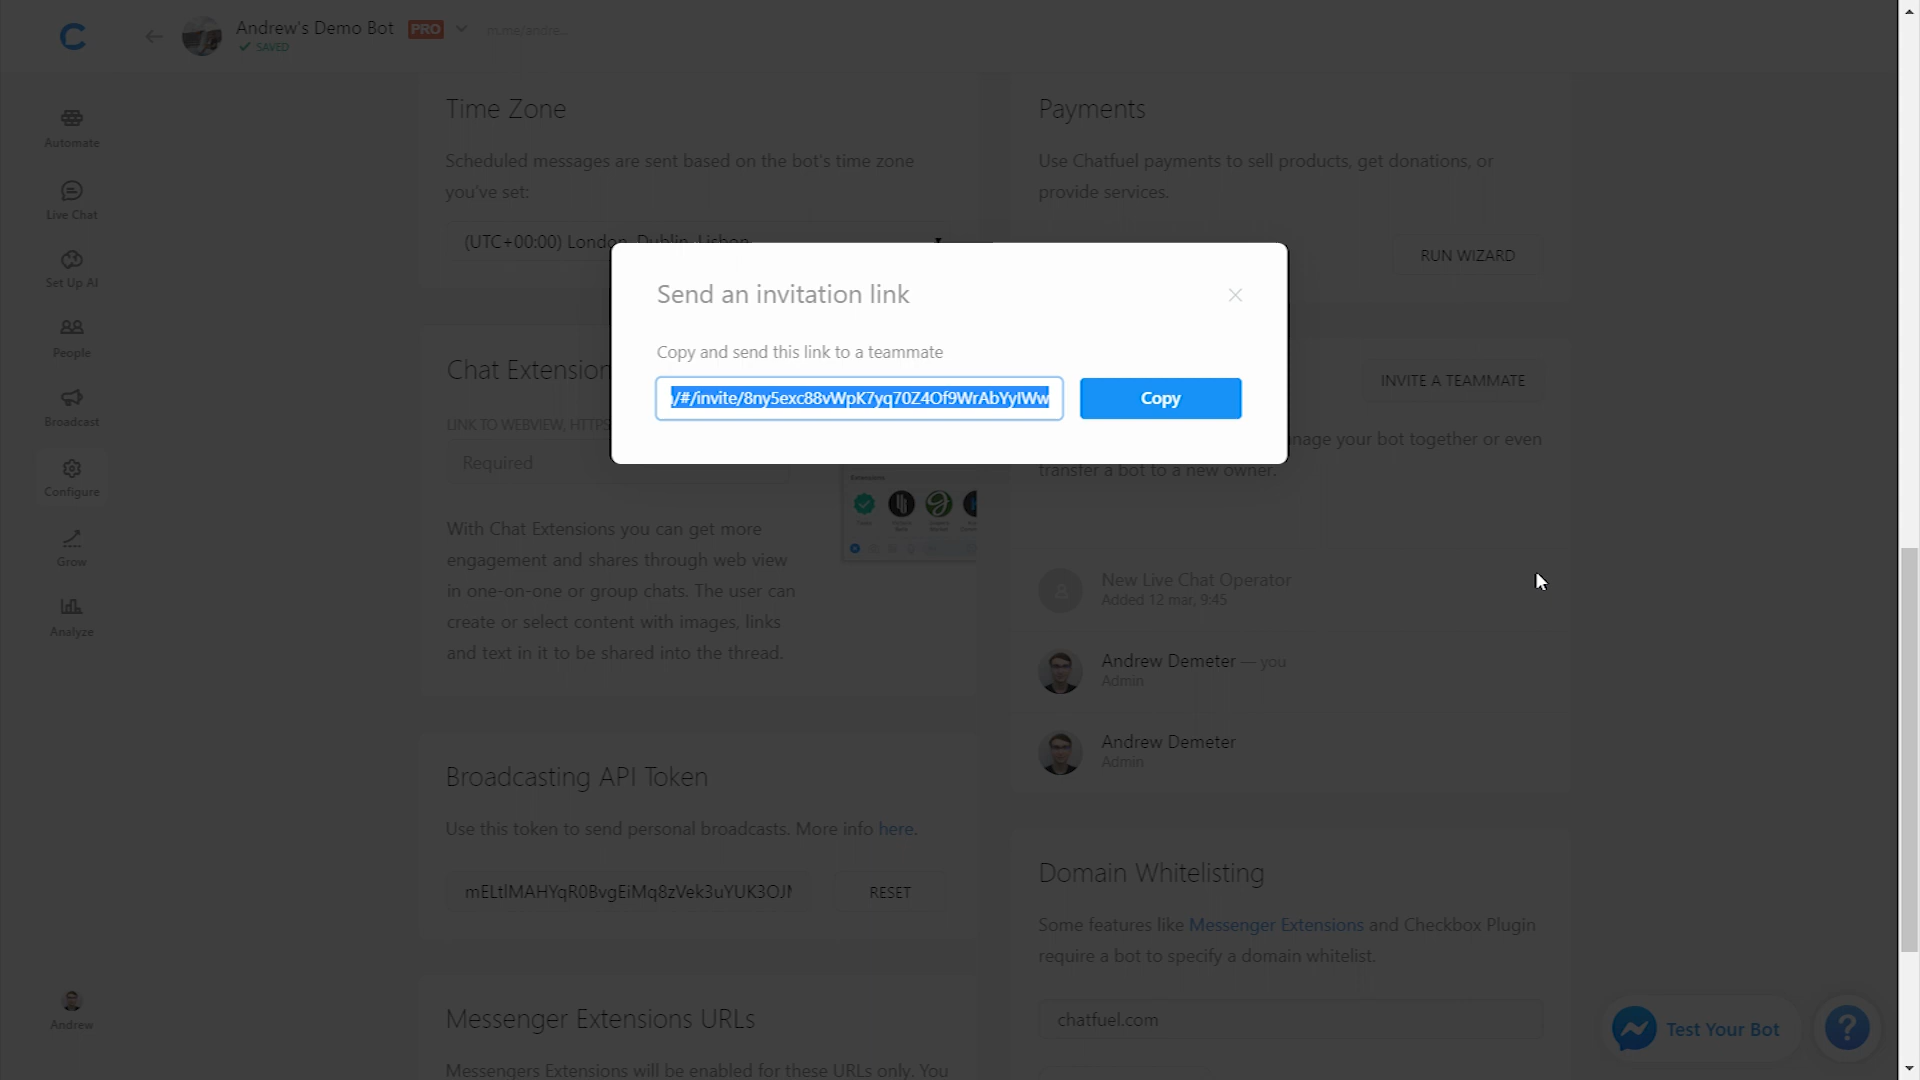 Andrew's Demo Bot PRO m.me/andre...
SAVED
Automate
Live Chat
Set Up AI
People
Broadcast
Configure
Grow
Analyze
Andrew
Time Zone
Scheduled messages are sent based on the bot's time zone
you've set:
(UTC+00:00) London, Dublin, Lisbon
Payments
Use Chatfuel payments to sell products, get donations, or
provide services.
RUN WIZARD
Send an invitation link
Copy and send this link to a teammate
/#/invite/8ny5exc88vWpK7yq70Z4Of9WrAbYyIWw
Copy
Chat Extension
LINK TO WEBVIEW, HTTPS
Required
With Chat Extensions you can get more
engagement and shares through web view
in one-on-one or group chats. The user can
create or select content with images, links
and text in it to be shared into the thread.
INVITE A TEAMMATE
nage your bot together or even
transfer a bot to a new owner.
New Live Chat Operator
Added 12 mar, 9:45
Andrew Demeter — you
Admin
Andrew Demeter
Admin
Broadcasting API Token
Use this token to send personal broadcasts. More info here.
mELtlMAHYqR0BvgEiMq8zVek3uYUK3OJ
RESET
Domain Whitelisting
Some features like Messenger Extensions and Checkbox Plugin
require a bot to specify a domain whitelist.
chatfuel.com
Messenger Extensions URLs
Messengers Extensions will be enabled for these URLs only. You
Test Your Bot
?